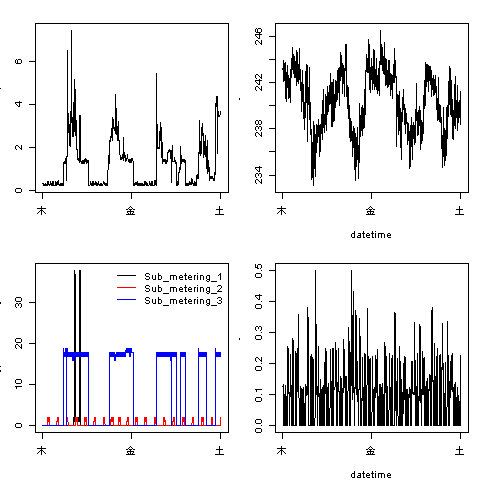 0 2 4 6
木 金 土
234 238 242 246
木 金 土
datetime
0 10 20 30
Sub_metering_1
Sub_metering_2
Sub_metering_3
木 金 土
0.0 0.1 0.2 0.3 0.4 0.5
木 金 土
datetime